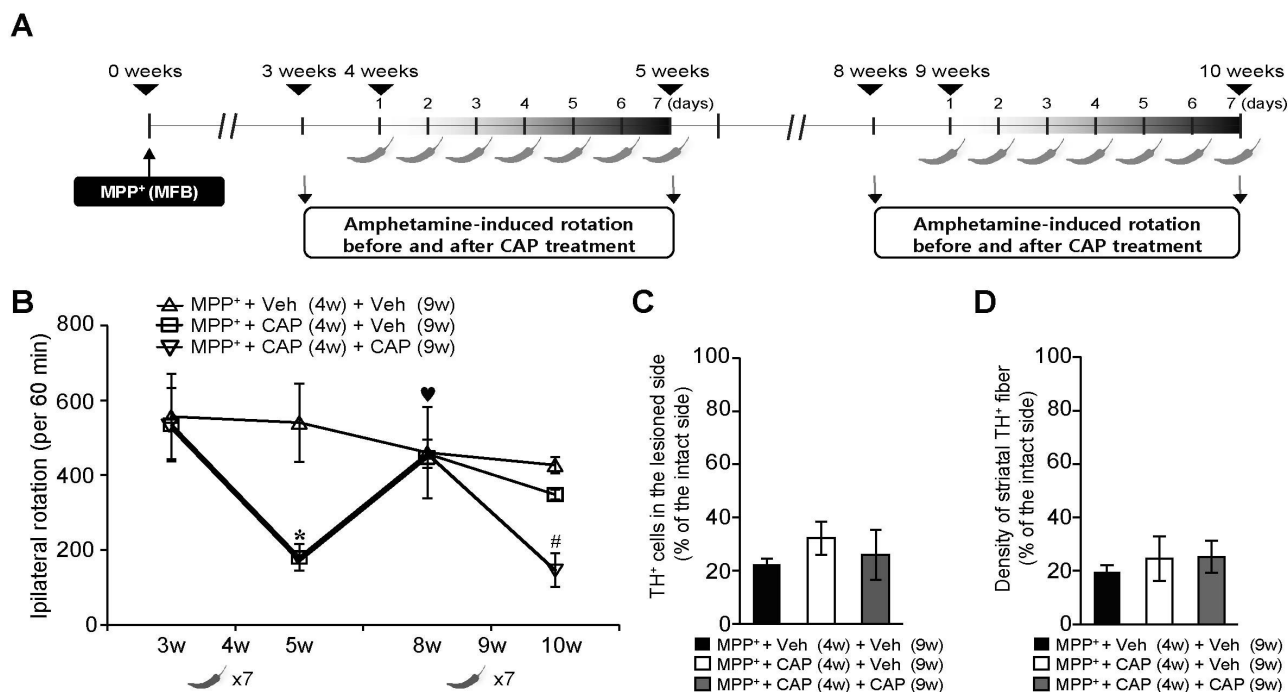 A
0 weeks 3 weeks 4 weeks 5 weeks 8 weeks 9 weeks 10 weeks
1 2 3 4 5 6 7 (days) 1 2 3 4 5 6 7 (days)
MPP⁺ (MFB)
Amphetamine-induced rotation
before and after CAP treatment
Amphetamine-induced rotation
before and after CAP treatment
B
MPP⁺ + Veh (4w) + Veh (9w)
MPP⁺ + CAP (4w) + Veh (9w)
MPP⁺ + CAP (4w) + CAP (9w)
Ipilateral rotation (per 60 min)
800
600
400
200
0
♥
*
#
3w 4w 5w 8w 9w 10w
x7 x7
C
TH⁺ cells in the lesioned side
(% of the intact side)
100
80
60
40
20
0
MPP⁺ + Veh (4w) + Veh (9w)
MPP⁺ + CAP (4w) + Veh (9w)
MPP⁺ + CAP (4w) + CAP (9w)
D
Density of striatal TH⁺ fiber
(% of the intact side)
100
80
60
40
20
0
MPP⁺ + Veh (4w) + Veh (9w)
MPP⁺ + CAP (4w) + Veh (9w)
MPP⁺ + CAP (4w) + CAP (9w)